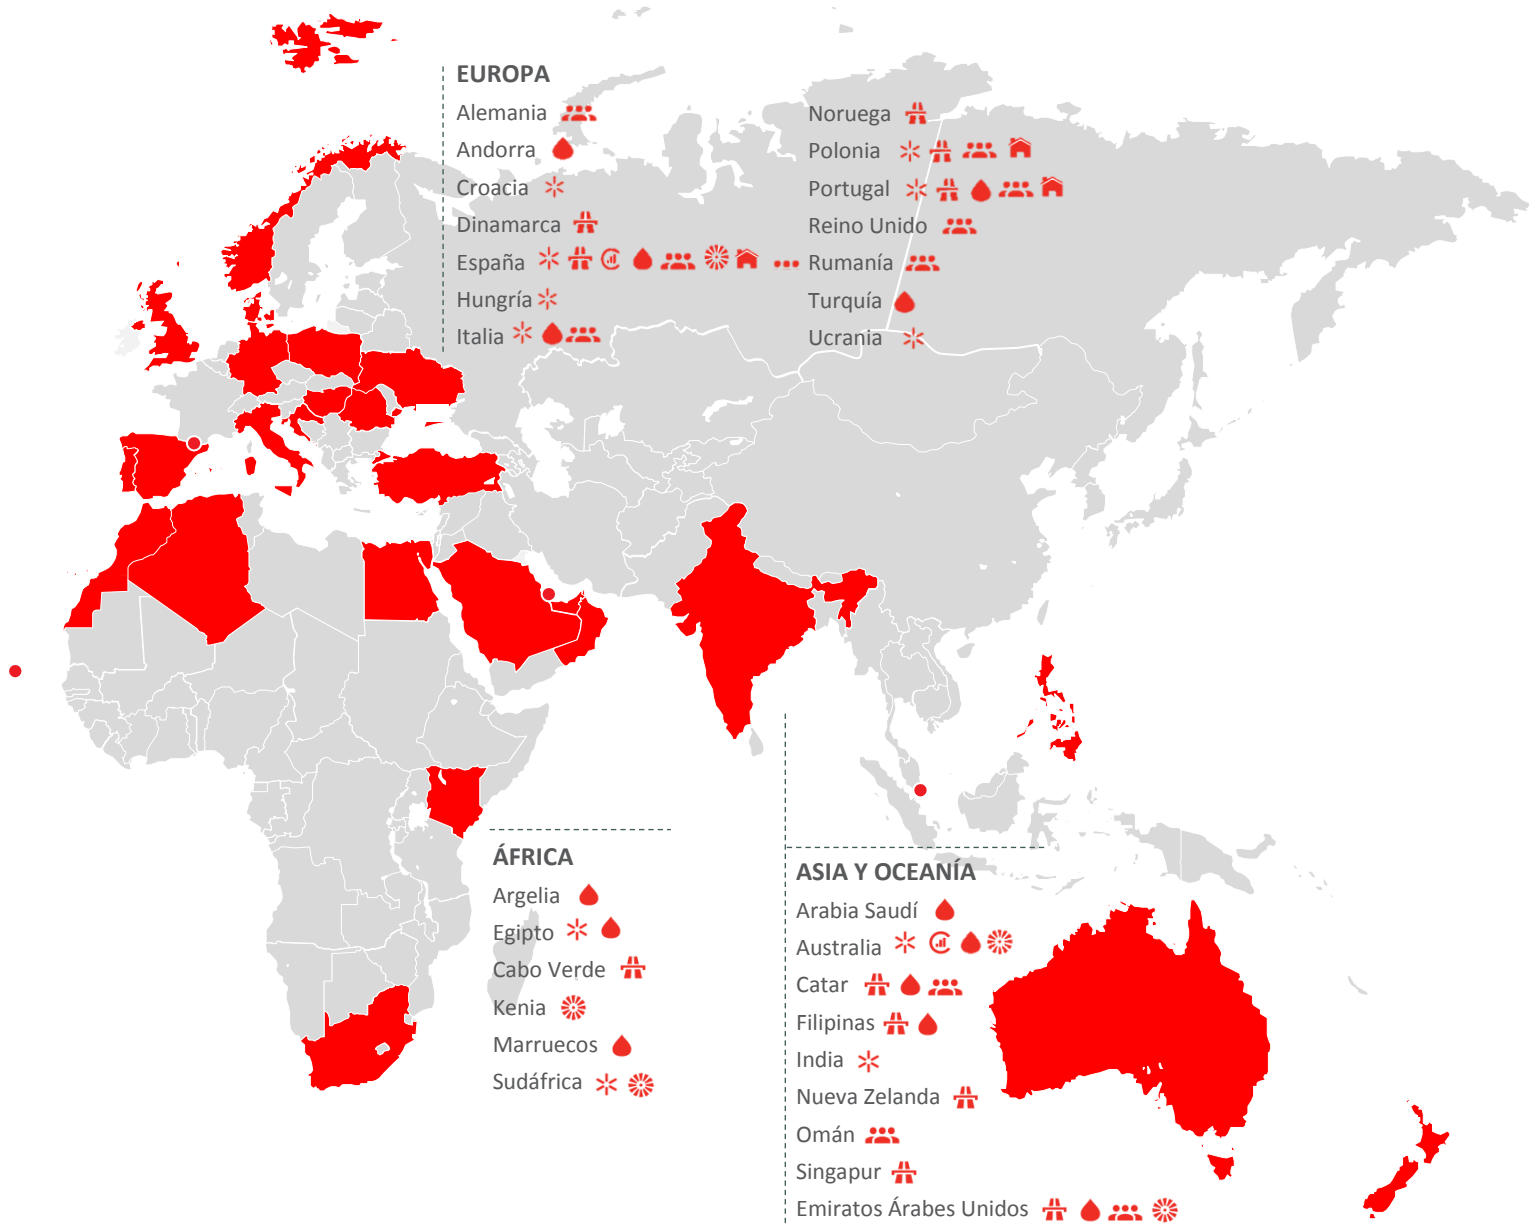 EUROPA
Alemania
Andorra
Croacia
Dinamarca
España
Hungría
Italia
Noruega
Polonia
Portugal
Reino Unido
Rumanía
Turquía
Ucrania
ÁFRICA
Argelia
Egipto
Cabo Verde
Kenia
Marruecos
Sudáfrica
ASIA Y OCEANÍA
Arabia Saudí
Australia
Catar
Filipinas
India
Nueva Zelanda
Omán
Singapur
Emiratos Árabes Unidos